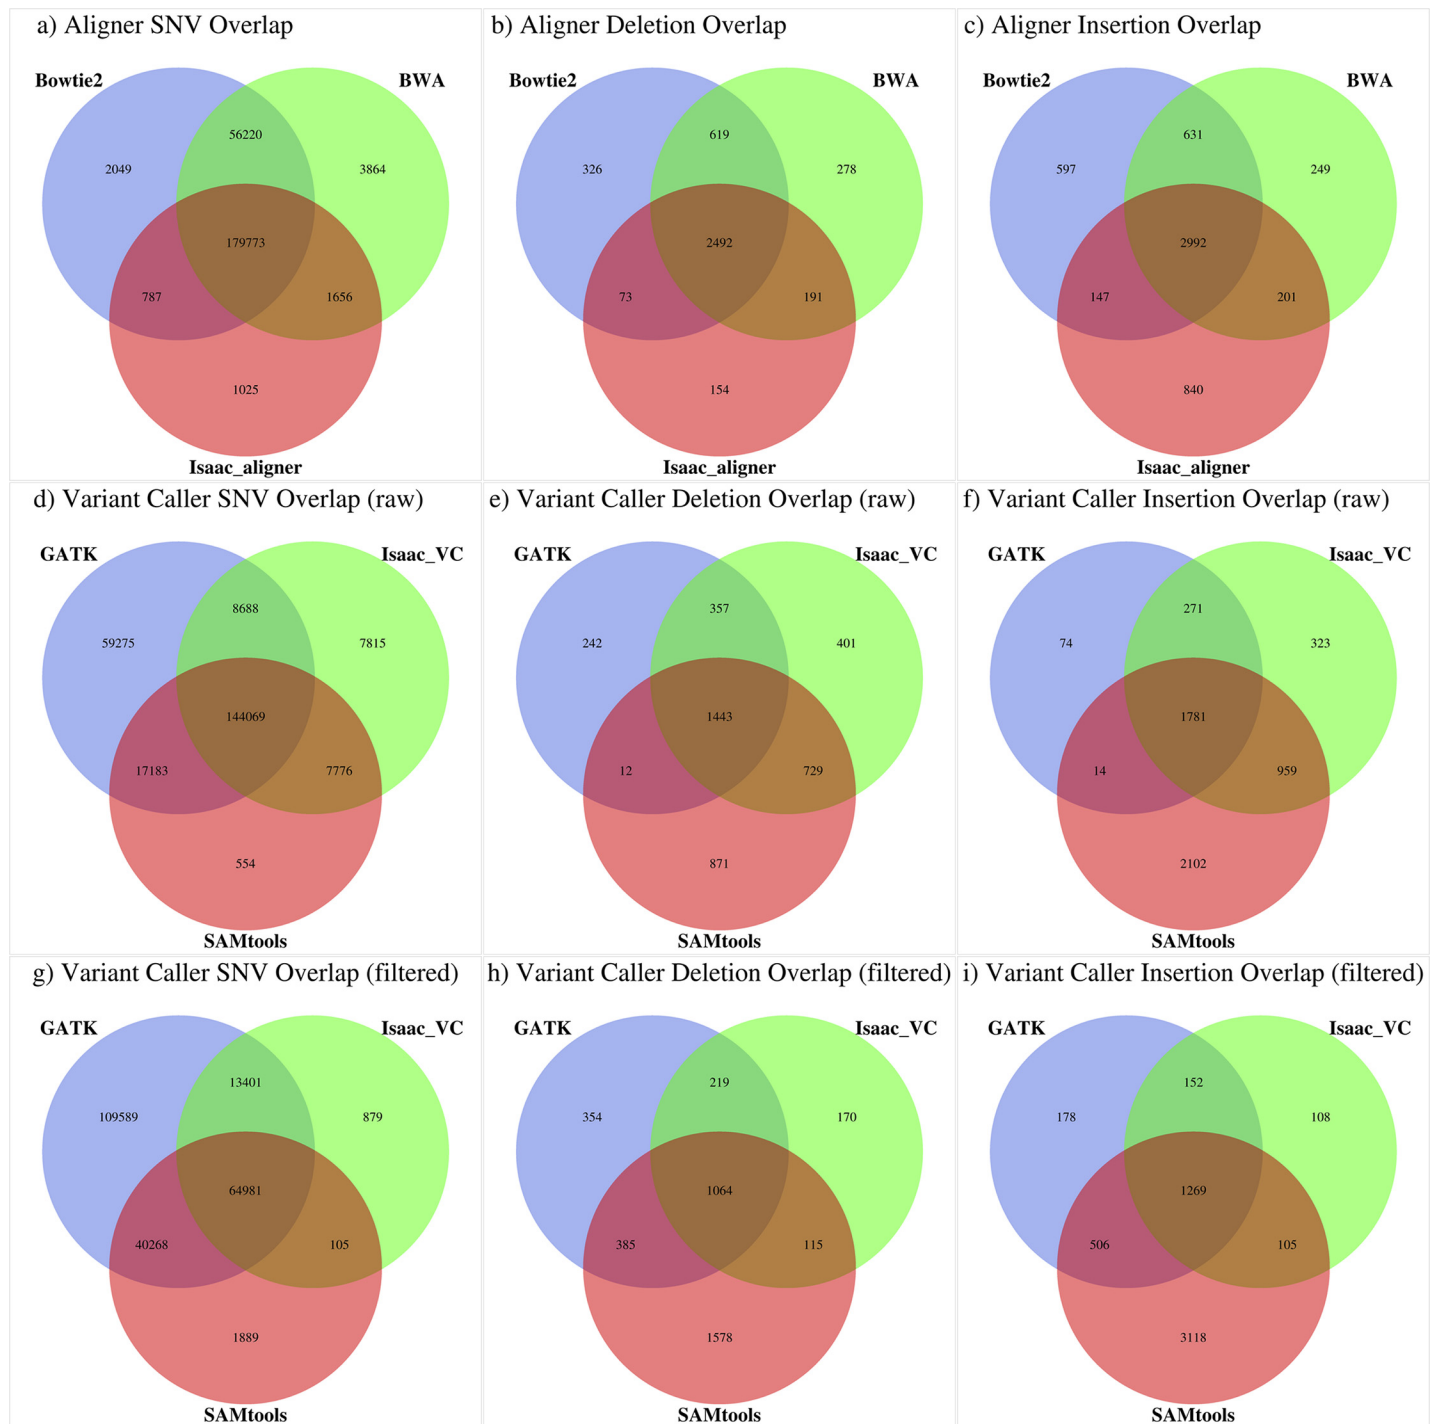 a) Aligner SNV Overlap
Bowtie2
BWA
56220
2049
3864
179773
787
1656
1025
Isaac_aligner
b) Aligner Deletion Overlap
Bowtie2
BWA
619
326
278
2492
73
191
154
Isaac_aligner
c) Aligner Insertion Overlap
Bowtie2
BWA
631
597
249
2992
147
201
840
Isaac_aligner
d) Variant Caller SNV Overlap (raw)
GATK
Isaac_VC
8688
59275
7815
144069
17183
7776
554
SAMtools
e) Variant Caller Deletion Overlap (raw)
GATK
Isaac_VC
357
242
401
1443
12
729
871
SAMtools
f) Variant Caller Insertion Overlap (raw)
GATK
Isaac_VC
271
74
323
1781
14
959
2102
SAMtools
g) Variant Caller SNV Overlap (filtered)
GATK
Isaac_VC
13401
109589
879
64981
40268
105
1889
SAMtools
h) Variant Caller Deletion Overlap (filtered)
GATK
Isaac_VC
219
354
170
1064
385
115
1578
SAMtools
i) Variant Caller Insertion Overlap (filtered)
GATK
Isaac_VC
152
178
108
1269
506
105
3118
SAMtools